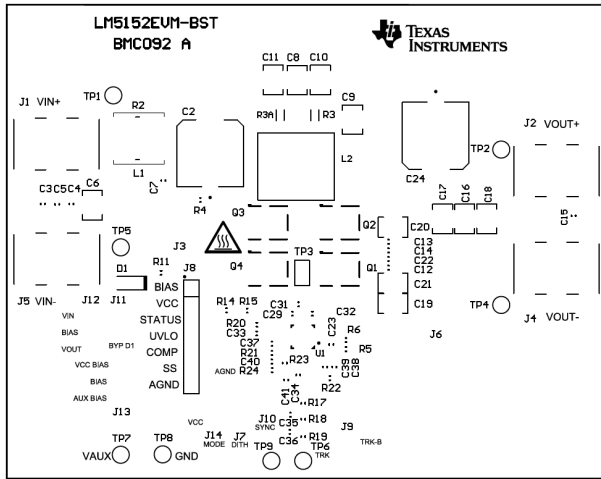 LM5152EVM-BST
BMC092 A
TEXAS
INSTRUMENTS
C11 C8 C10
TP1
R2
J1 VIN+
C2
R3A
R3
C9
J2 VOUT+
TP2
L2
L1
C7
C24
C3
C5
C4
C6
R4
C17
C16
C18
C15
Q3
Q2
C20
TP5
J3
C13
C14
C22
C12
TP3
Q4
Q1
R11
J8
D1
C21
J5 VIN-
J12
J11
BIAS
C19
TP4
VCC
R14
R15
C31
C32
J4
VOUT-
VIN
STATUS
C29
J6
BIAS
UVLO
R20
C33
C23
R6
VOUT
BYP D1
COMP
C37
R21
U1
R5
VCC BIAS
SS
C40
R23
AGND
R24
C39
C38
BIAS
AGND
R22
AUX BIAS
C41
C34
R17
J13
VCC
J10
C35
R18
J9
SYNC
TP7
TP8
J14
J7
C36
R19
TRK-B
MODE
DITH
TP9
TP6
VAUX
GND
TRK